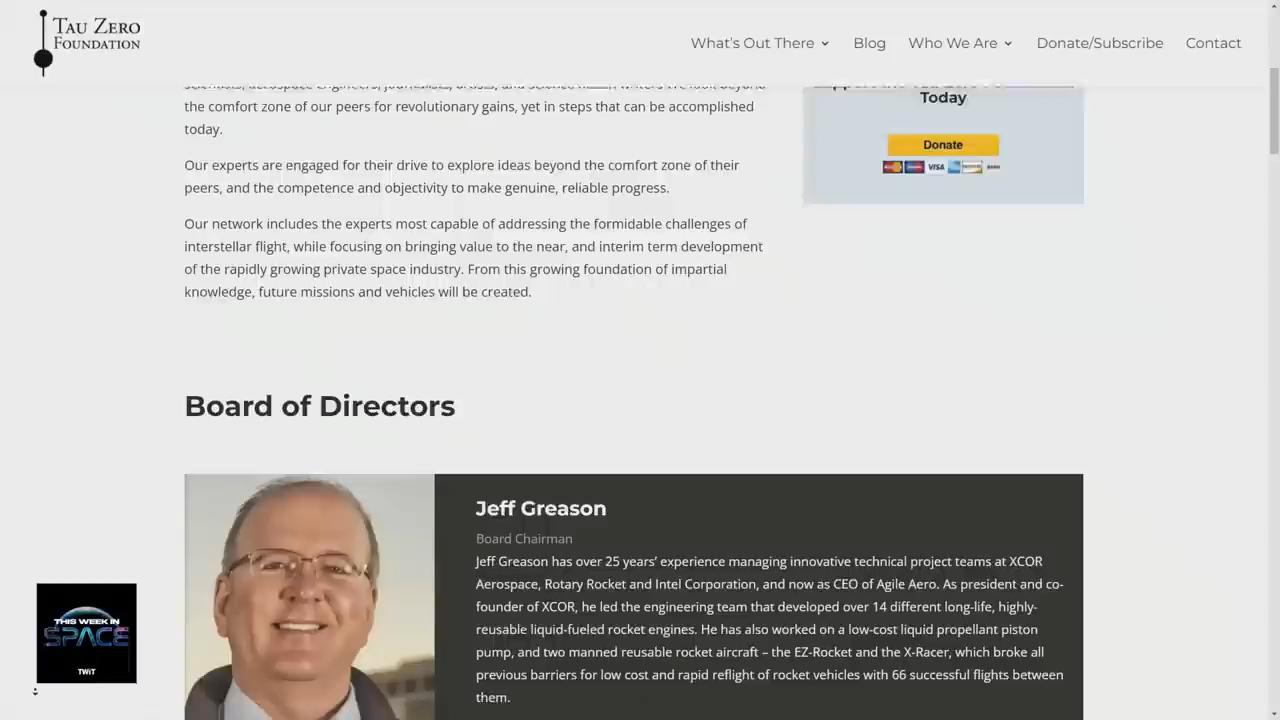 TAU ZERO
FOUNDATION
What's Out There
Blog
Who We Are
Donate/Subscribe
Contact
the comfort zone of our peers for revolutionary gains, yet in steps that can be accomplished
today.
Our experts are engaged for their drive to explore ideas beyond the comfort zone of their
peers, and the competence and objectivity to make genuine, reliable progress.
Our network includes the experts most capable of addressing the formidable challenges of
interstellar flight, while focusing on bringing value to the near, and interim term development
of the rapidly growing private space industry. From this growing foundation of impartial
knowledge, future missions and vehicles will be created.
Today
Donate
VISA
Board of Directors
Jeff Greason
Board Chairman
Jeff Greason has over 25 years’ experience managing innovative technical project teams at XCOR
Aerospace, Rotary Rocket and Intel Corporation, and now as CEO of Agile Aero. As president and co-
founder of XCOR, he led the engineering team that developed over 14 different long-life, highly-
reusable liquid-fueled rocket engines. He has also worked on a low-cost liquid propellant piston
pump, and two manned reusable rocket aircraft – the EZ-Rocket and the X-Racer, which broke all
previous barriers for low cost and rapid reflight of rocket vehicles with 66 successful flights between
them.
THIS WEEK IN
SPACE
TWiT